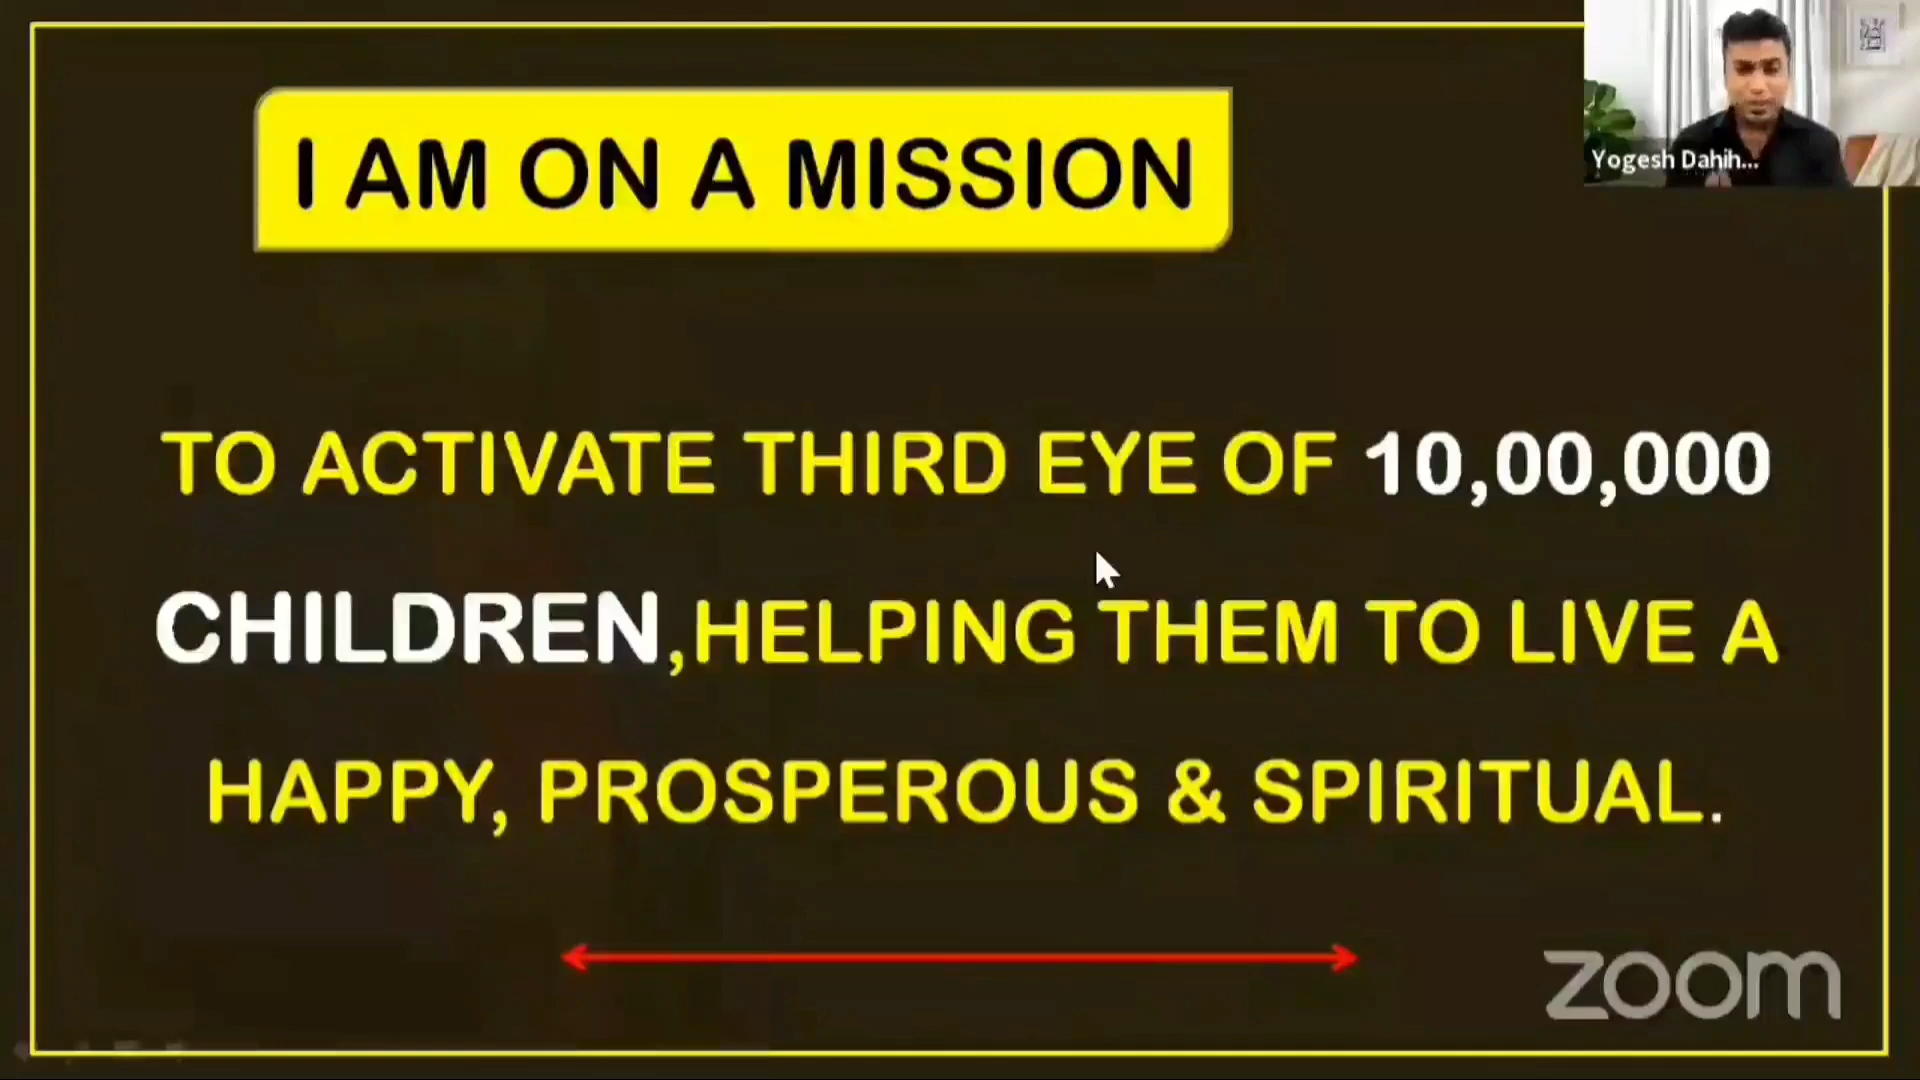 I AM ON A MISSION
Yogesh Dahih...
TO ACTIVATE THIRD EYE OF 10,00,000
CHILDREN,HELPING THEM TO LIVE A
HAPPY, PROSPEROUS & SPIRITUAL.
zoom